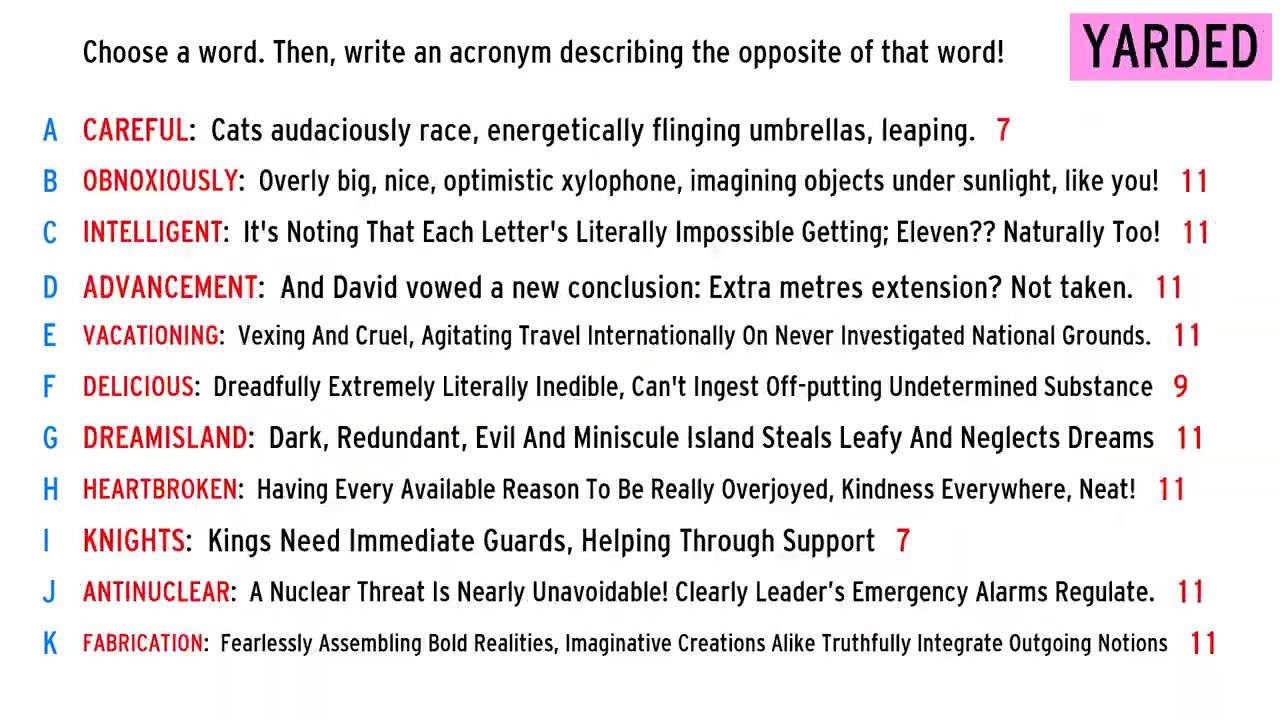 Choose a word. Then, write an acronym describing the opposite of that word!
YARDED
A CAREFUL: Cats audaciously race, energetically flinging umbrellas, leaping. 7
B OBNOXIOUSLY: Overly big, nice, optimistic xylophone, imagining objects under sunlight, like you! 11
C INTELLIGENT: It's Noting That Each Letter's Literally Impossible Getting; Eleven?? Naturally Too! 11
D ADVANCEMENT: And David vowed a new conclusion: Extra metres extension? Not taken. 11
E VACATIONING: Vexing And Cruel, Agitating Travel Internationally On Never Investigated National Grounds. 11
F DELICIOUS: Dreadfully Extremely Literally Inedible, Can't Ingest Off-putting Undetermined Substance 9
G DREAMISLAND: Dark, Redundant, Evil And Miniscule Island Steals Leafy And Neglects Dreams 11
H HEARTBROKEN: Having Every Available Reason To Be Really Overjoyed, Kindness Everywhere, Neat! 11
I KNIGHTS: Kings Need Immediate Guards, Helping Through Support 7
J ANTINUCLEAR: A Nuclear Threat Is Nearly Unavoidable! Clearly Leader’s Emergency Alarms Regulate. 11
K FABRICATION: Fearlessly Assembling Bold Realities, Imaginative Creations Alike Truthfully Integrate Outgoing Notions 11